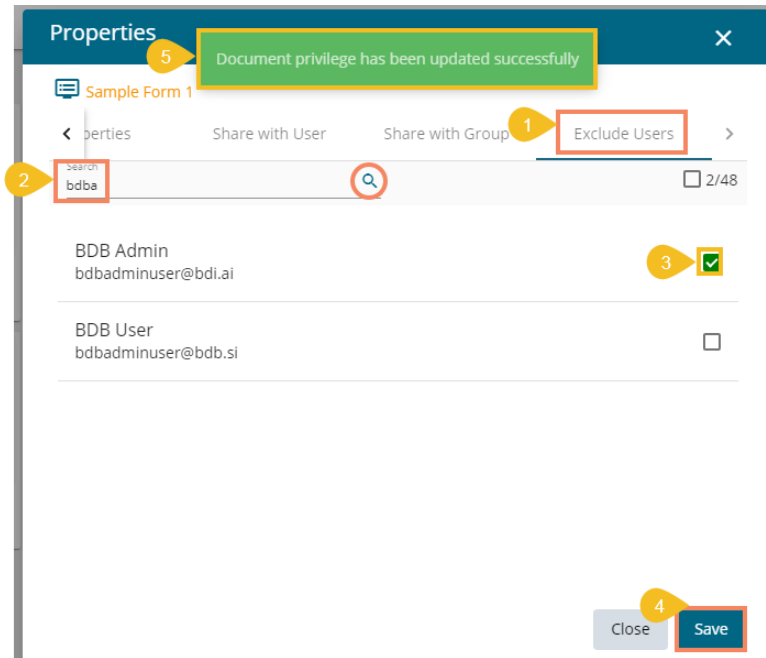 Properties
5
Document privilege has been updated successfully
Sample Form 1
perties
Share with User
Share with Group
1
Exclude Users
2
Search
bdba
2/48
BDB Admin
bdbadminuser@bdi.ai
3
BDB User
bdbadminuser@bdb.si
4
Close
Save